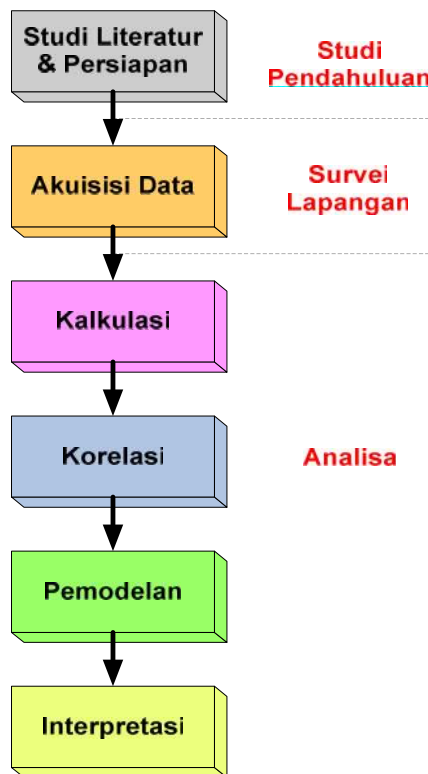 Studi Literatur
& Persiapan
Studi
Pendahuluan
Akuisisi Data
Survei
Lapangan
Kalkulasi
Korelasi
Analisa
Pemodelan
Interpretasi